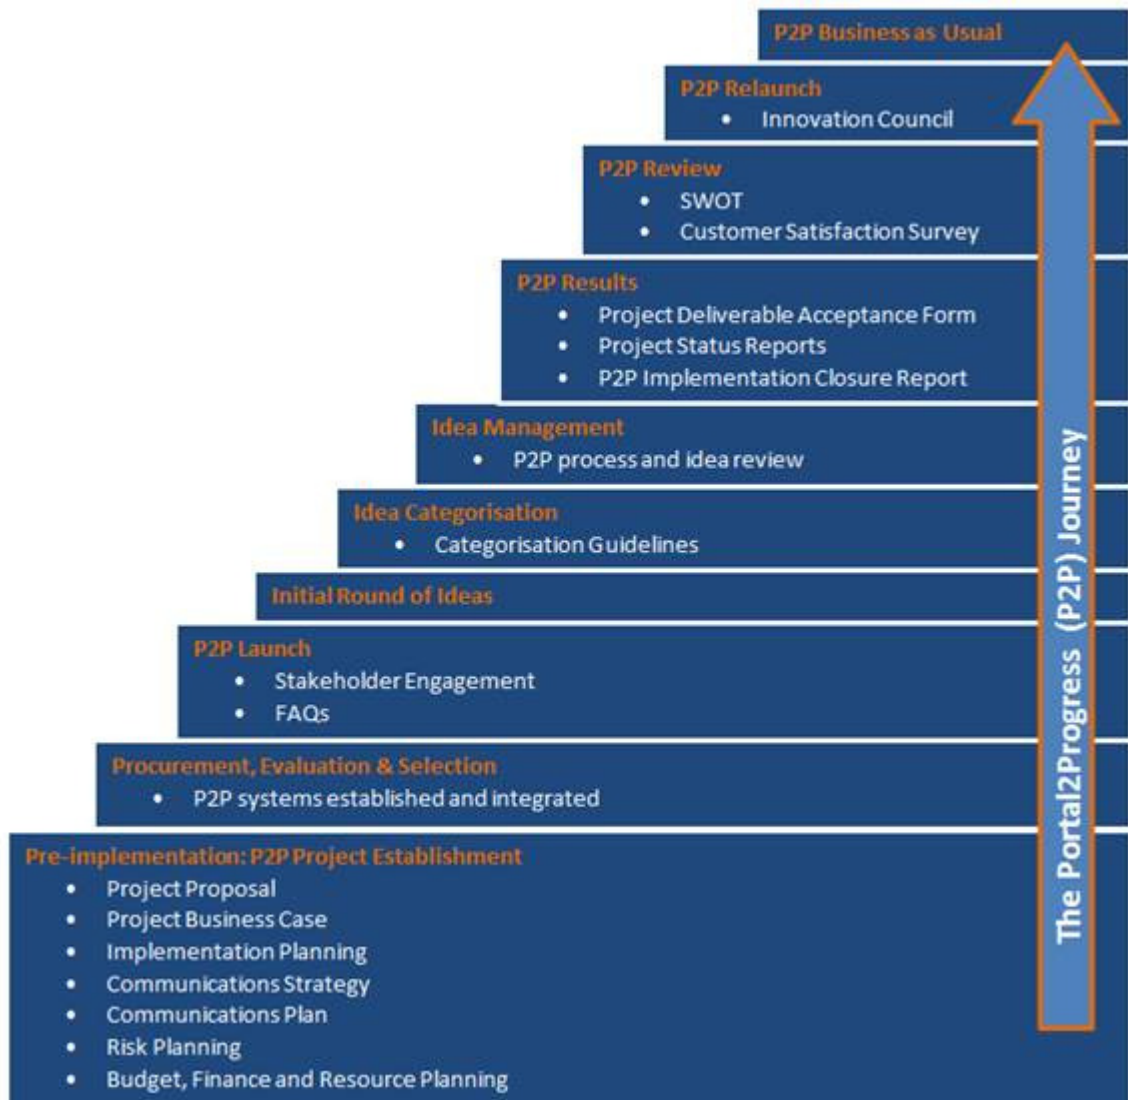 P2P Business as Usual
P2P Relaunch
• Innovation Council
P2P Review
• SWOT
• Customer Satisfaction Survey
P2P Results
• Project Deliverable Acceptance Form
• Project Status Reports
• P2P Implementation Closure Report
Idea Management
• P2P process and idea review
Idea Categorisation
• Categorisation Guidelines
Initial Round of Ideas
P2P Launch
• Stakeholder Engagement
• FAQs
Procurement, Evaluation & Selection
• P2P systems established and integrated
Pre-implementation: P2P Project Establishment
• Project Proposal
• Project Business Case
• Implementation Planning
• Communications Strategy
• Communications Plan
• Risk Planning
• Budget, Finance and Resource Planning
The Portal2Progress (P2P) Journey